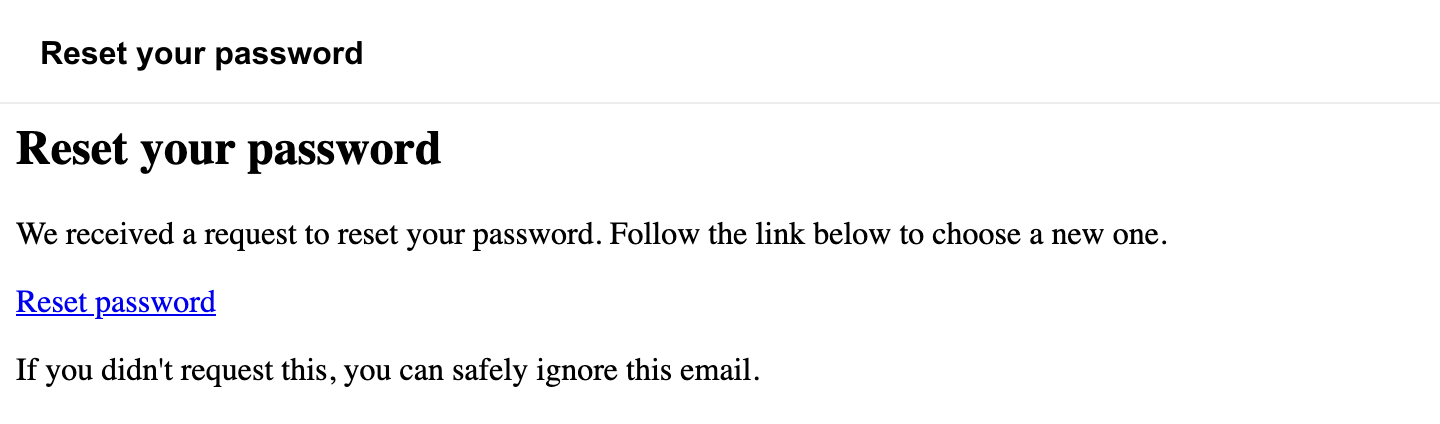 Reset your password
Reset your password
We received a request to reset your password. Follow the link below to choose a new one.
Reset password
If you didn't request this, you can safely ignore this email.